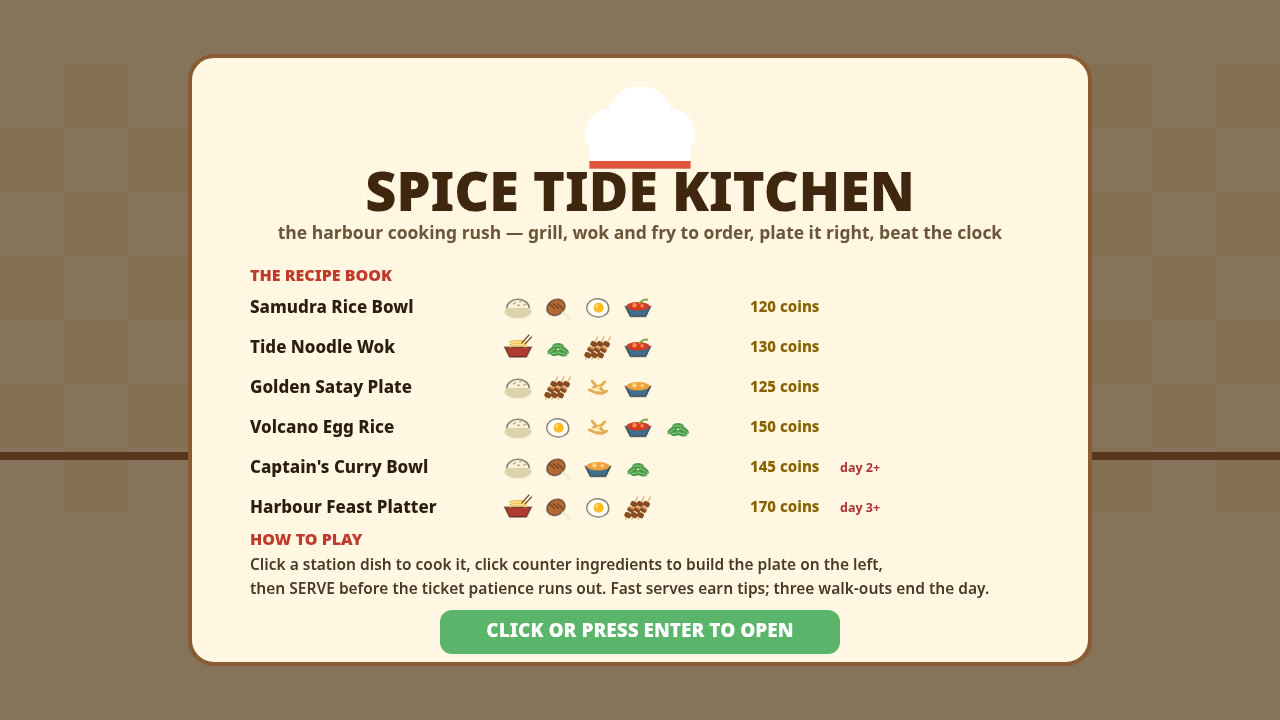 SPICE TIDE KITCHEN
the harbour cooking rush — grill, wok and fry to order, plate it right, beat the clock
THE RECIPE BOOK
Samudra Rice Bowl 120 coins
Tide Noodle Wok 130 coins
Golden Satay Plate 125 coins
Volcano Egg Rice 150 coins
Captain's Curry Bowl 145 coins day 2+
Harbour Feast Platter 170 coins day 3+
HOW TO PLAY
Click a station dish to cook it, click counter ingredients to build the plate on the left,
then SERVE before the ticket patience runs out. Fast serves earn tips; three walk-outs end the day.
CLICK OR PRESS ENTER TO OPEN